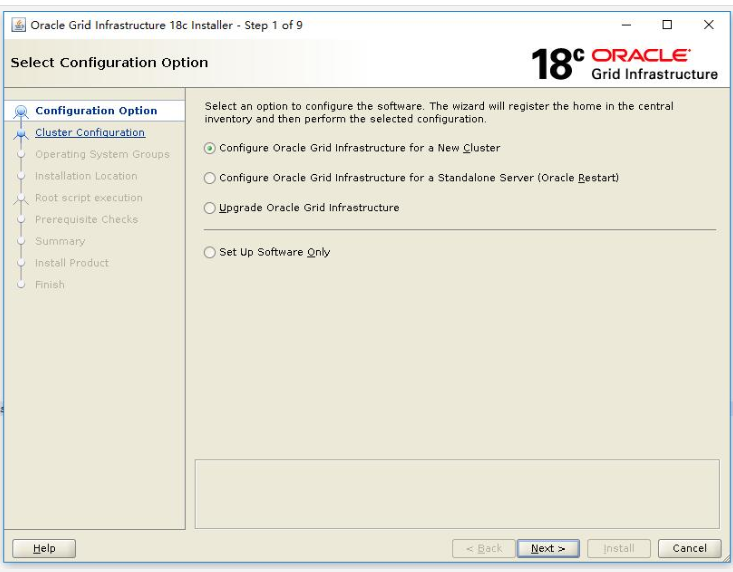 Oracle Grid Infrastructure 18c Installer - Step 1 of 9
Select Configuration Option
18c ORACLE
Grid Infrastructure
Configuration Option
Cluster Configuration
Operating System Groups
Installation Location
Root script execution
Prerequisite Checks
Summary
Install Product
Finish
Select an option to configure the software. The wizard will register the home in the central
inventory and then perform the selected configuration.
Configure Oracle Grid Infrastructure for a New Cluster
Configure Oracle Grid Infrastructure for a Standalone Server (Oracle Restart)
Upgrade Oracle Grid Infrastructure
Set Up Software Only
Help
< Back
Next >
Install
Cancel